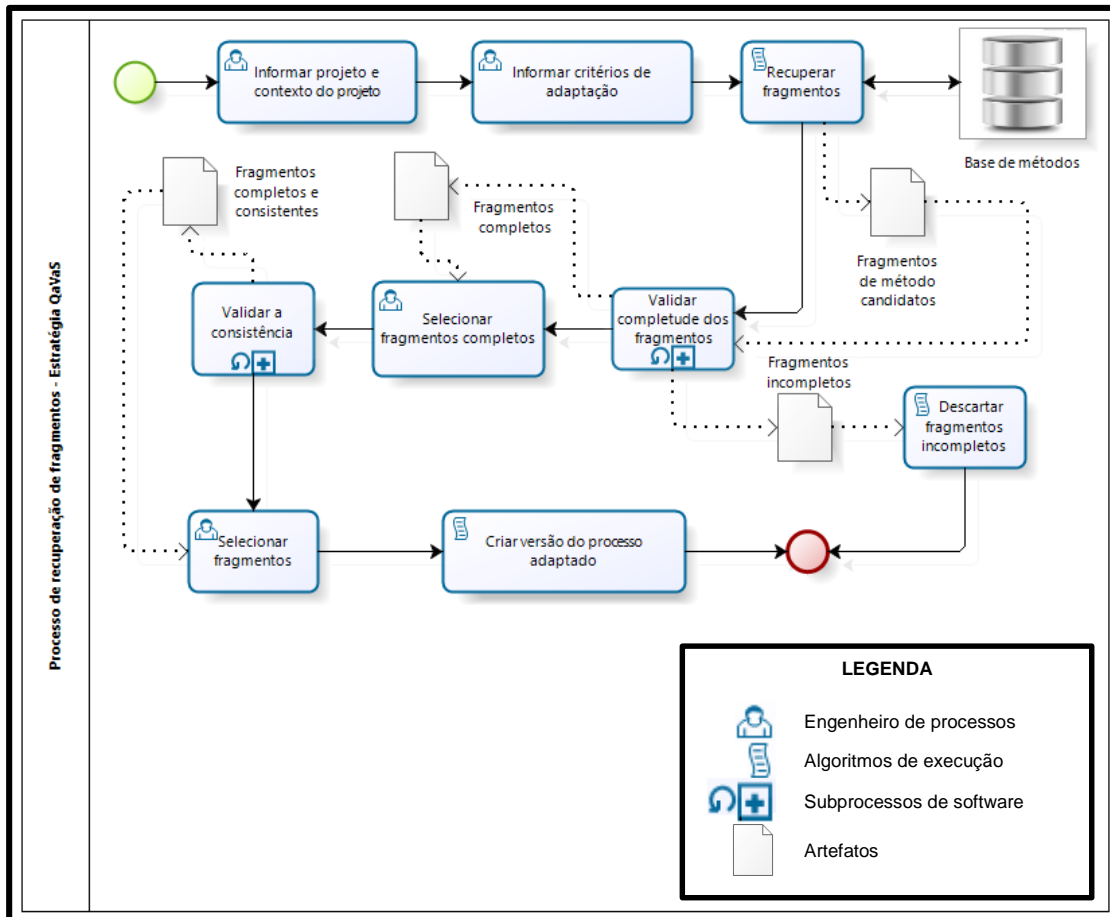 Processo de recuperação de fragmentos - Estratégia QaVaS
Informar projeto e
contexto do projeto
Informar critérios de
adaptação
Recuperar
fragmentos
Base de métodos
Fragmentos
completos e
consistentes
Fragmentos
completos
Fragmentos
de método
candidatos
Validar a
consistência
Selecionar
fragmentos completos
Validar
completude dos
fragmentos
Fragmentos
incompletos
Descartar
fragmentos
incompletos
Selecionar
fragmentos
Criar versão do processo
adaptado
LEGENDA
Engenheiro de processos
Algoritmos de execução
Subprocessos de software
Artefatos